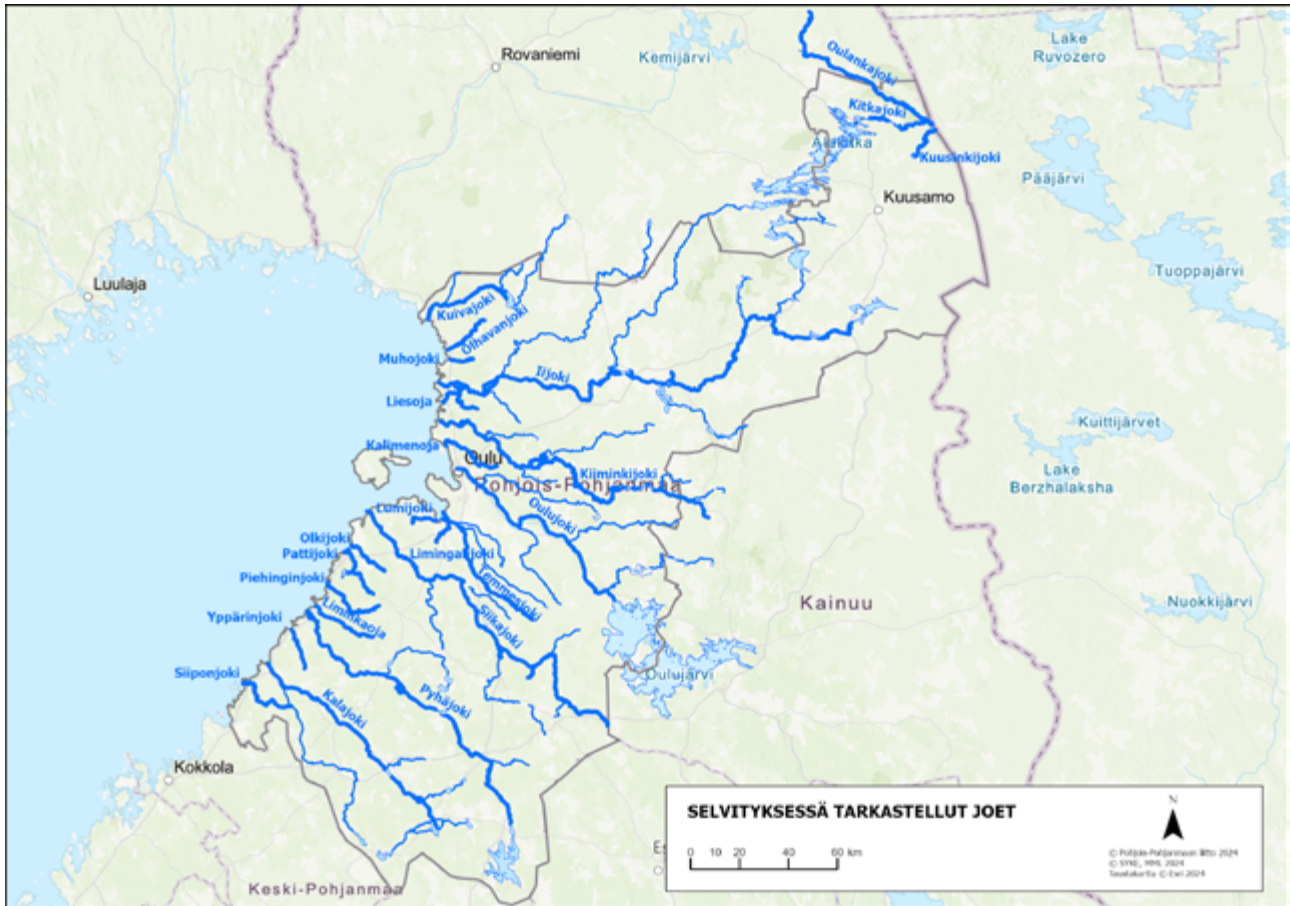 Rovaniemi
Kemijärvi
Lake
Ruvozero
Oulankajoki
Kitkajoki
Kuusinkijoki
Pääjärvi
Kuusamo
Tuoppajärvi
Luulaja
Kuivajoki
Olhavanjoki
Muhojoki
Iijoki
Liesoja
Kuittijärvet
Kalimenoja
Oulu
Kiiminkijoki
Lake
Berzhalaksha
Pohjois-Pohjanmaa
Lumijoki
Oulujoki
Olkijoki
Pattijoki
Liminganjoki
Temmesjoki
Piehinginjoki
Liminkaoja
Siikajoki
Kainuu
Nuokkijärvi
Yppärinjoki
Siiponjoki
Oulujärvi
Kalajoki
Pyhäjoki
Kokkola
SELVITYKSESSÄ TARKASTELLUT JOET
N
0 10 20 40 60 km
© Pohjois-Pohjanmaan liitto 2024
© SYKE, MML 2024
Taustakartta © Esri 2024
Keski-Pohjanmaa